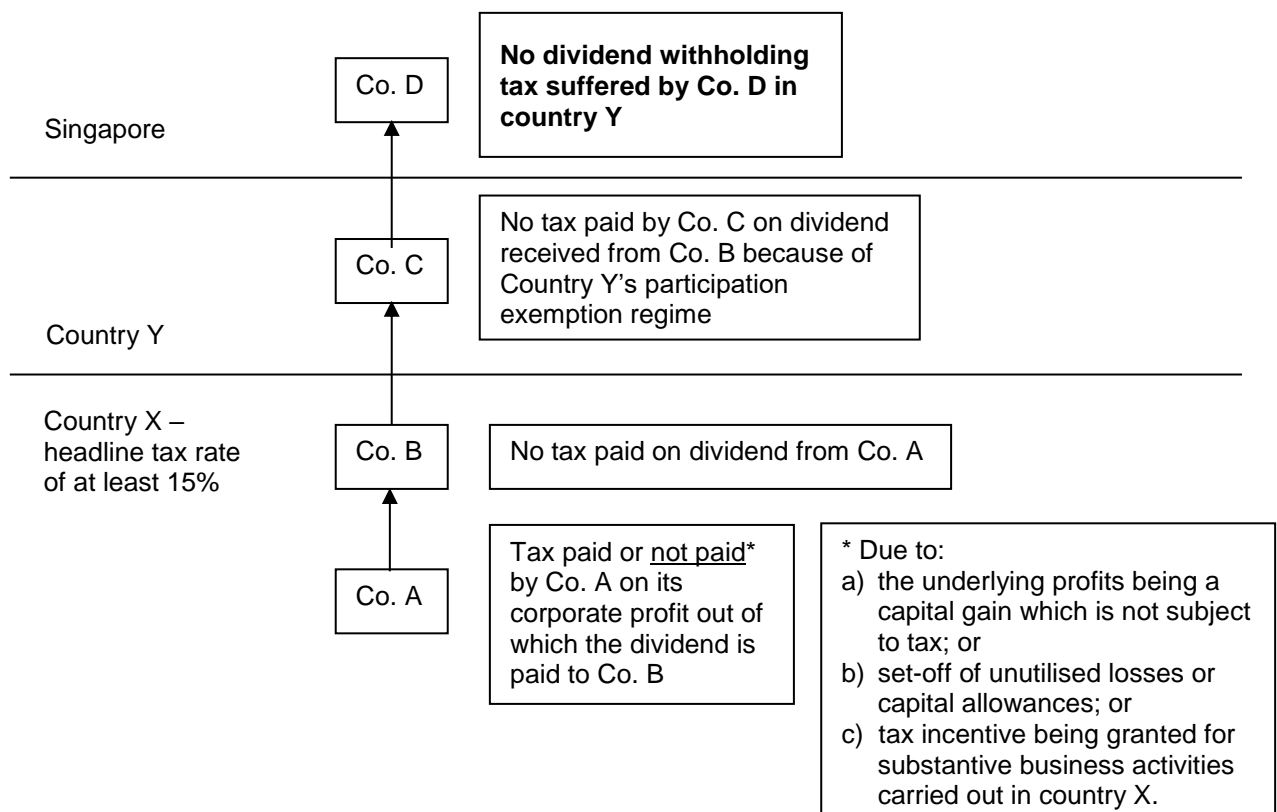 Co. D
No dividend withholding
tax suffered by Co. D in
country Y
Singapore
Co. C
No tax paid by Co. C on dividend
received from Co. B because of
Country Y’s participation
exemption regime
Country Y
Country X –
headline tax rate
of at least 15%
Co. B
No tax paid on dividend from Co. A
Co. A
Tax paid or not paid*
by Co. A on its
corporate profit out of
which the dividend is
paid to Co. B
* Due to:
a) the underlying profits being a
capital gain which is not subject
to tax; or
b) set-off of unutilised losses or
capital allowances; or
c) tax incentive being granted for
substantive business activities
carried out in country X.